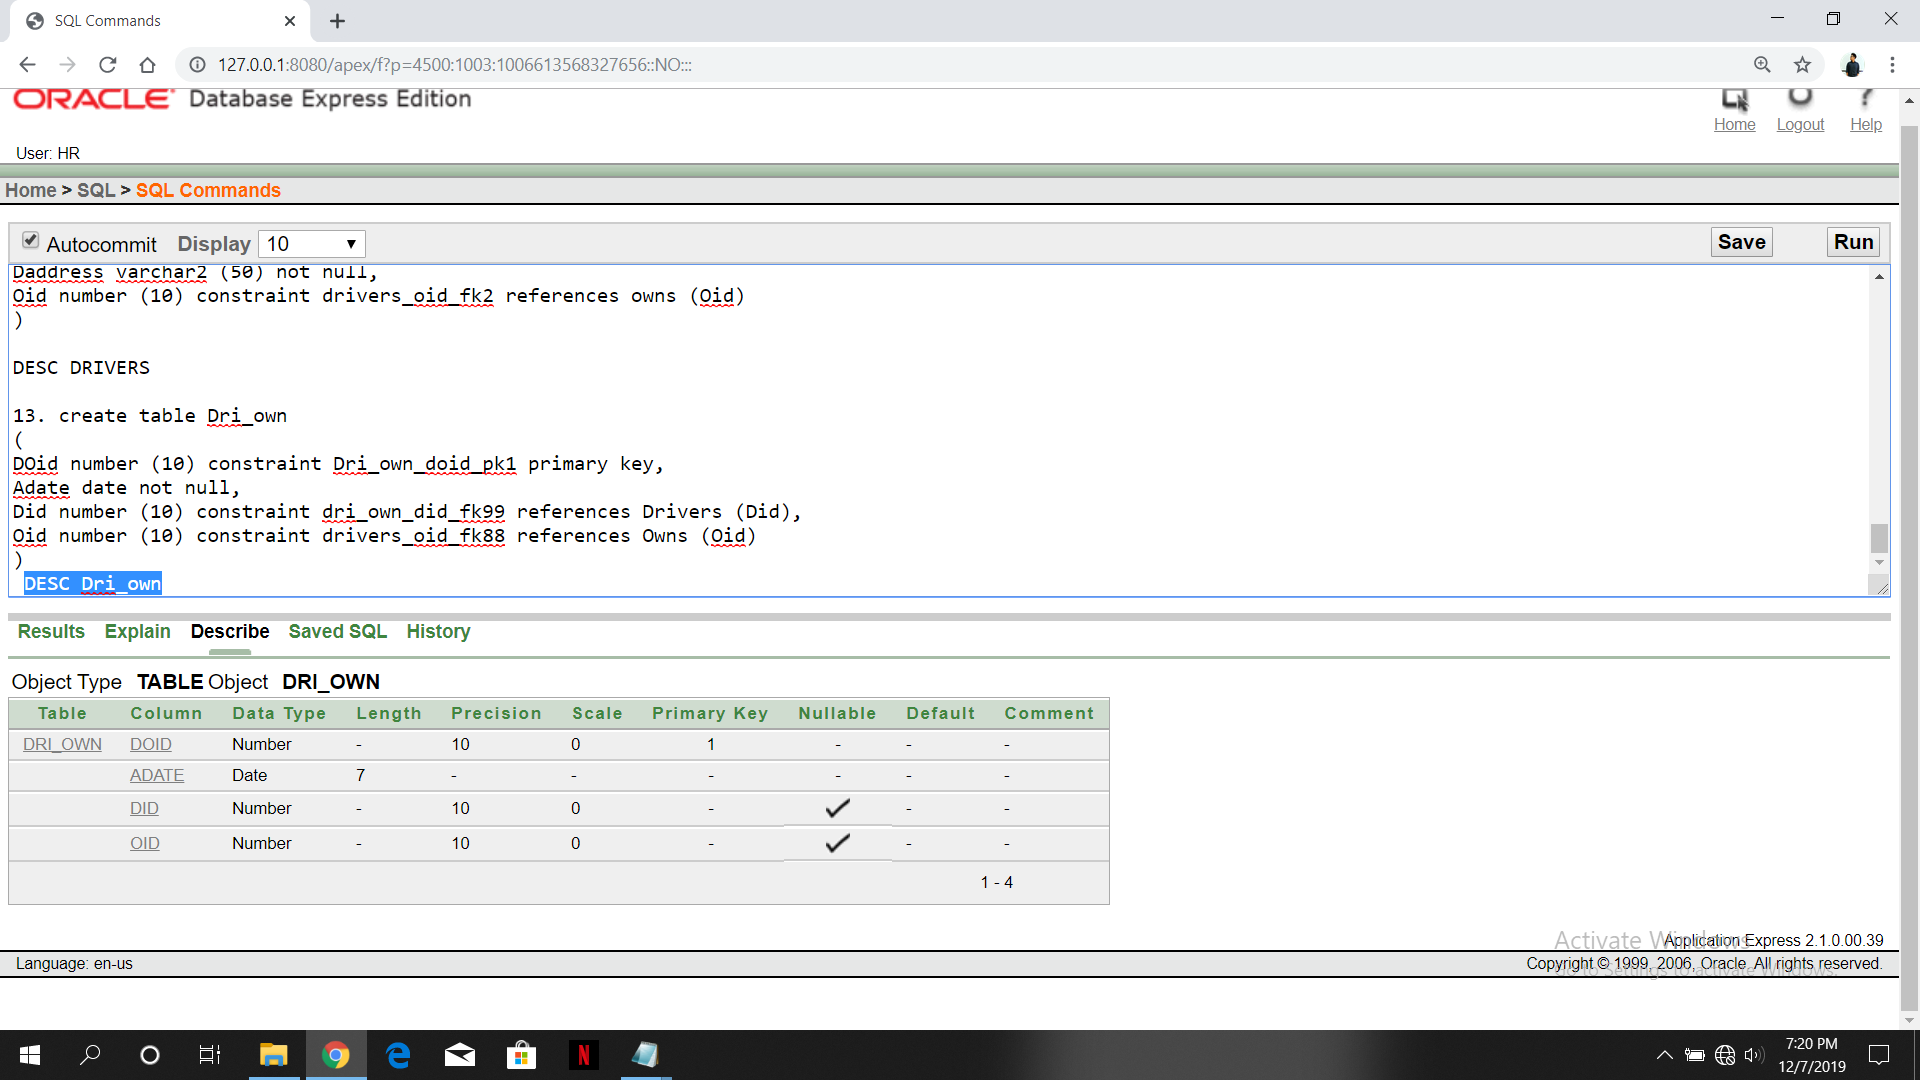 SQL Commands
127.0.0.1:8080/apex/f?p=4500:1003:1006613568327656::NO:::
ORACLE Database Express Edition
Home Logout Help
User: HR
Home > SQL > SQL Commands
Autocommit Display 10 Save Run
Daddress varchar2 (50) not null,
Oid number (10) constraint drivers_oid_fk2 references owns (Oid)
)
DESC DRIVERS
13. create table Dri_own
(
DOid number (10) constraint Dri_own_doid_pk1 primary key,
Adate date not null,
Did number (10) constraint dri_own_did_fk99 references Drivers (Did),
Oid number (10) constraint drivers_oid_fk88 references Owns (Oid)
)
DESC Dri_own
Results Explain Describe Saved SQL History
Object Type TABLE Object DRI_OWN
Table Column Data Type Length Precision Scale Primary Key Nullable Default Comment
DRI_OWN DOID Number - 10 0 1 - - -
ADATE Date 7 - - - - - -
DID Number - 10 0 - ✓ - -
OID Number - 10 0 - ✓ - -
1 - 4
Activate Windows
Application Express 2.1.0.00.39
Language: en-us
Copyright © 1999, 2006, Oracle. All rights reserved.
Go to Settings to activate Windows.
7:20 PM
12/7/2019